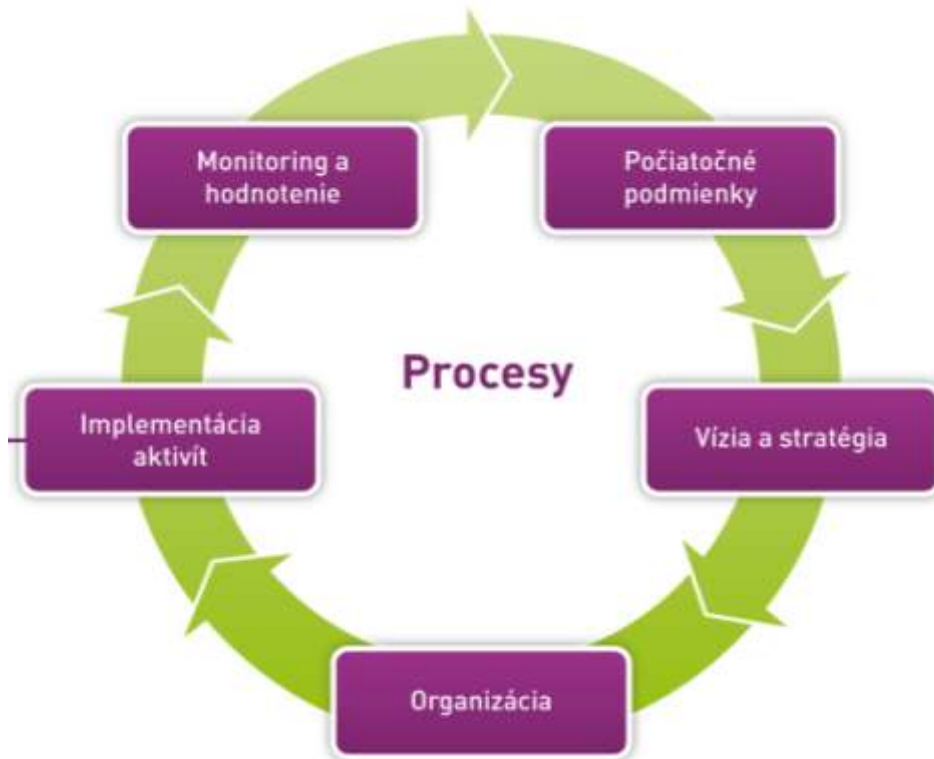 Monitoring a
hodnotenie
Počiatočné
podmienky
Procesy
Implementácia
aktivít
Vízia a stratégia
Organizácia